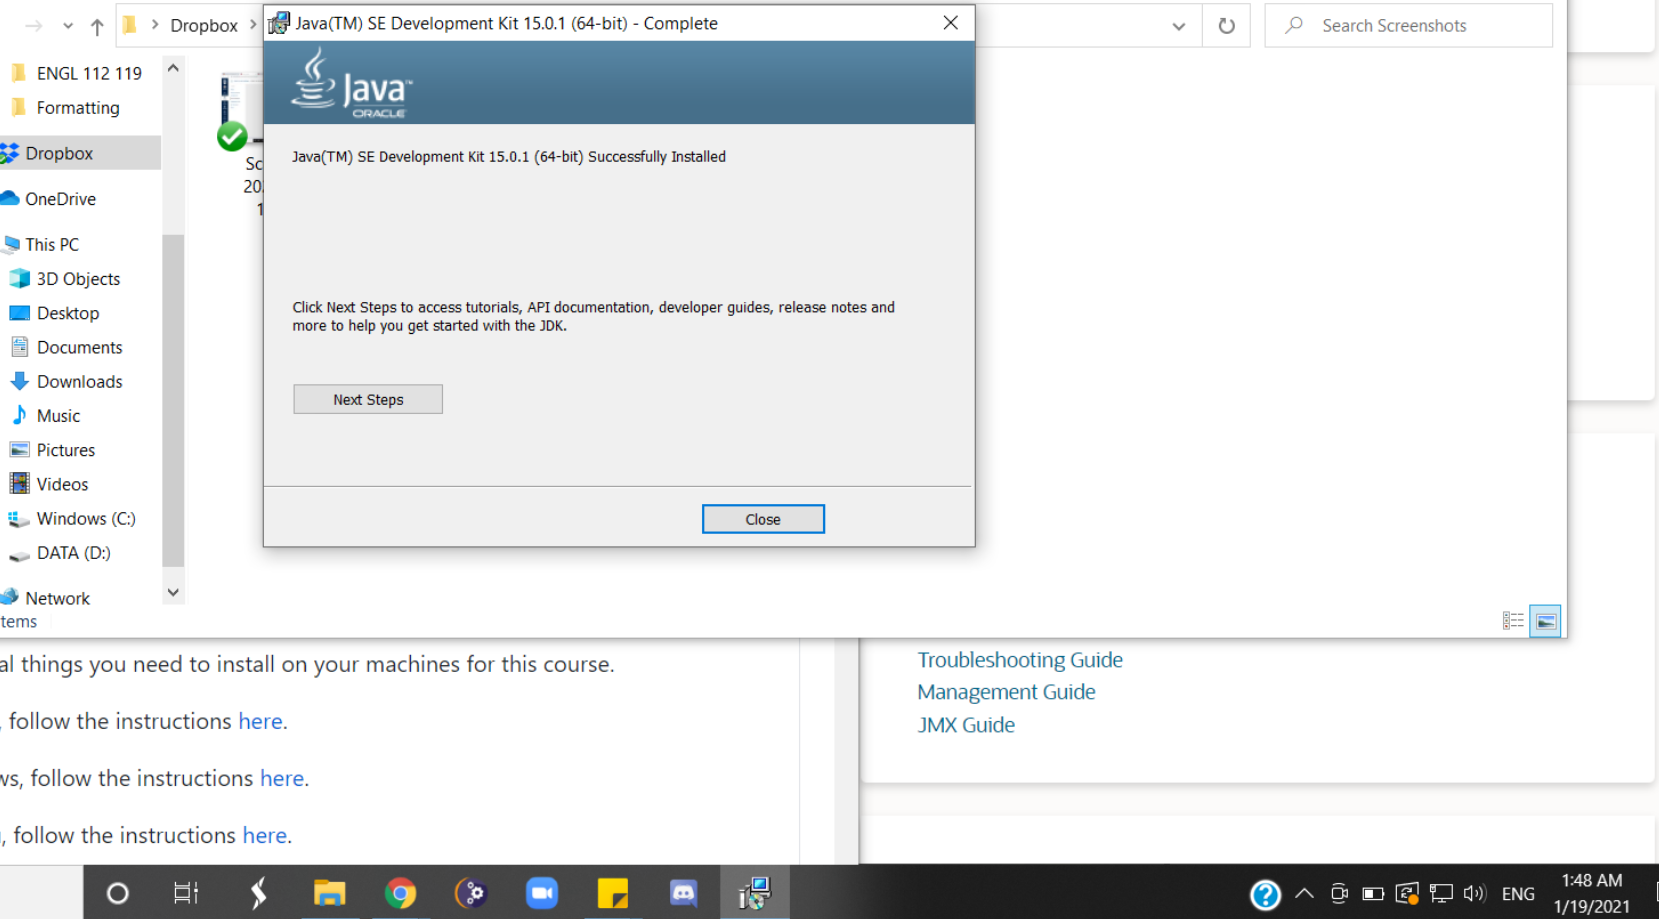 Java(TM) SE Development Kit 15.0.1 (64-bit) - Complete
Dropbox
Search Screenshots
Java™
ORACLE
Java(TM) SE Development Kit 15.0.1 (64-bit) Successfully Installed
Click Next Steps to access tutorials, API documentation, developer guides, release notes and
more to help you get started with the JDK.
Next Steps
Close
ENGL 112 119
Formatting
Dropbox
OneDrive
This PC
3D Objects
Desktop
Documents
Downloads
Music
Pictures
Videos
Windows (C:)
DATA (D:)
Network
tems
Sc
20
1
al things you need to install on your machines for this course.
, follow the instructions here.
ws, follow the instructions here.
, follow the instructions here.
Troubleshooting Guide
Management Guide
JMX Guide
ENG
1:48 AM
1/19/2021